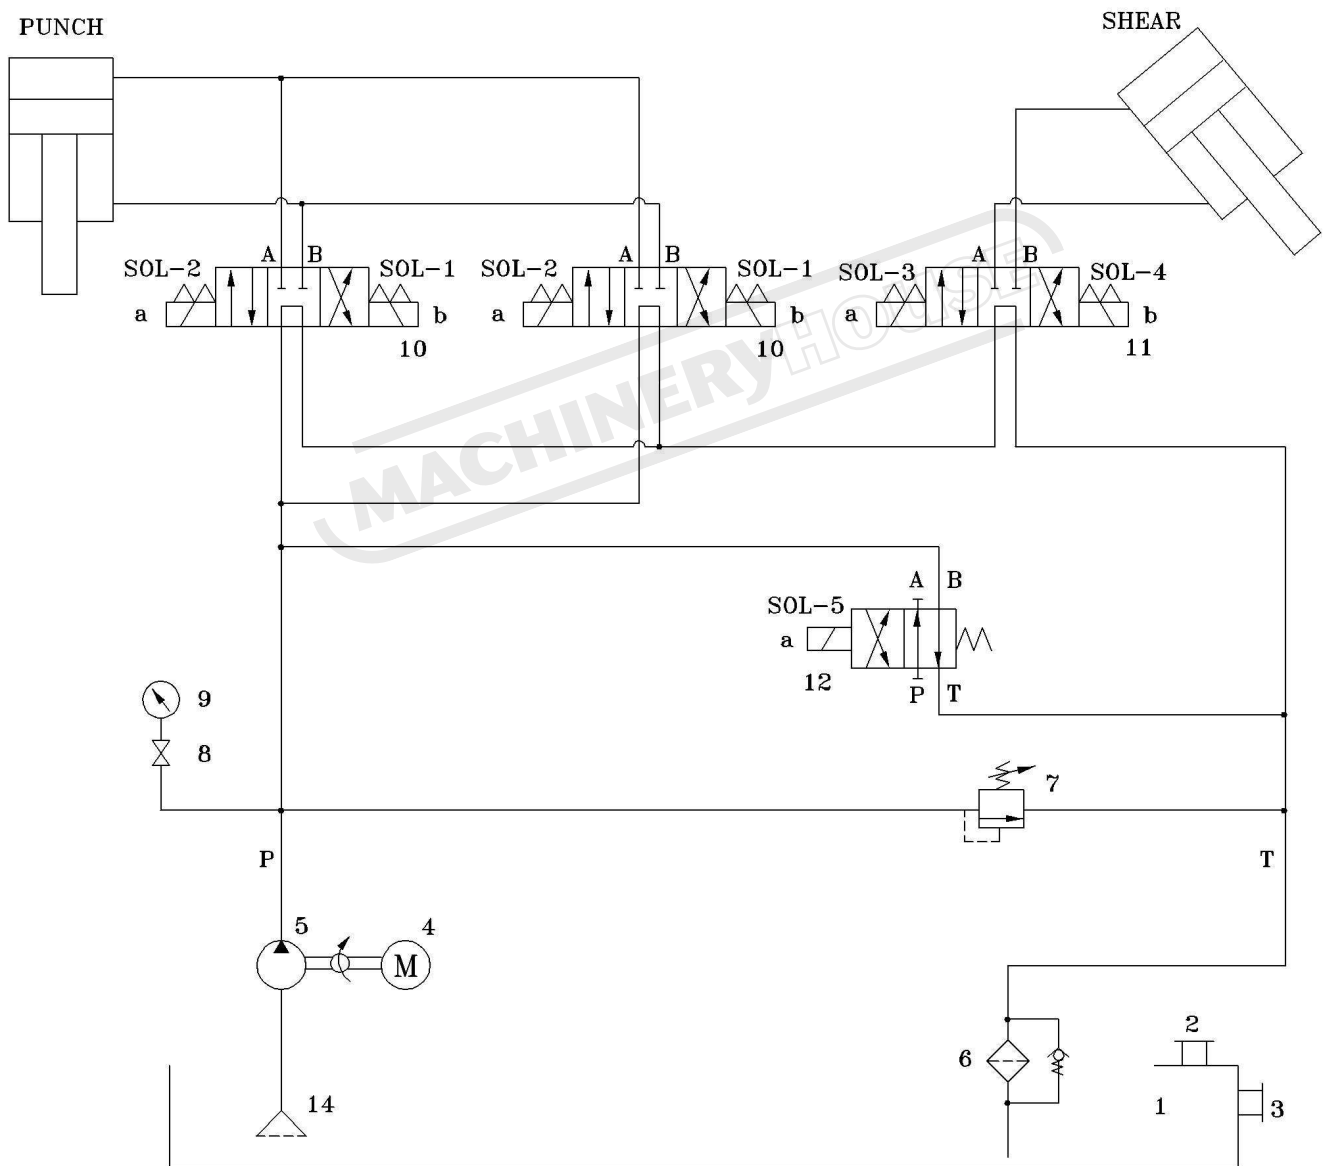 PUNCH
SHEAR
A B A B A B
SOL-2 SOL-1 SOL-2 SOL-1 SOL-3 SOL-4
a b a b a b
10 10 11
MACHINERYHOUSE
A B
SOL-5
a
12 P T
9
8
7
P T
5 4
M
2
6
14 1 3